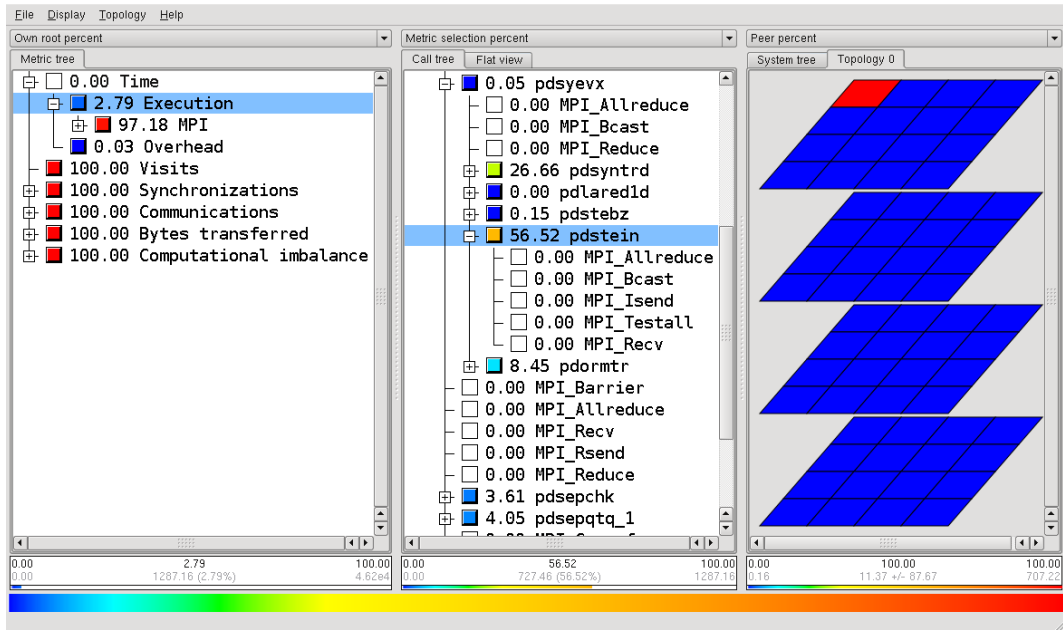 File Display Topology Help
Own root percent
Metric tree
0.00 Time
2.79 Execution
97.18 MPI
0.03 Overhead
100.00 Visits
100.00 Synchronizations
100.00 Communications
100.00 Bytes transferred
100.00 Computational imbalance
0.00 2.79 100.00
0.00 1287.16 (2.79%) 4.62e4
Metric selection percent
Call tree Flat view
0.05 pdsyevx
0.00 MPI_Allreduce
0.00 MPI_Bcast
0.00 MPI_Reduce
26.66 pdsyntrd
0.00 pdlared1d
0.15 pdstebz
56.52 pdstein
0.00 MPI_Allreduce
0.00 MPI_Bcast
0.00 MPI_Isend
0.00 MPI_Testall
0.00 MPI_Recv
8.45 pdormtr
0.00 MPI_Barrier
0.00 MPI_Allreduce
0.00 MPI_Recv
0.00 MPI_Rsend
0.00 MPI_Reduce
3.61 pdsepchk
4.05 pdsepqtq_1
0.00 56.52 100.00
0.00 727.46 (56.52%) 1287.16
Peer percent
System tree Topology 0
0.00 100.00 100.00
0.16 11.37 +/- 87.67 707.22